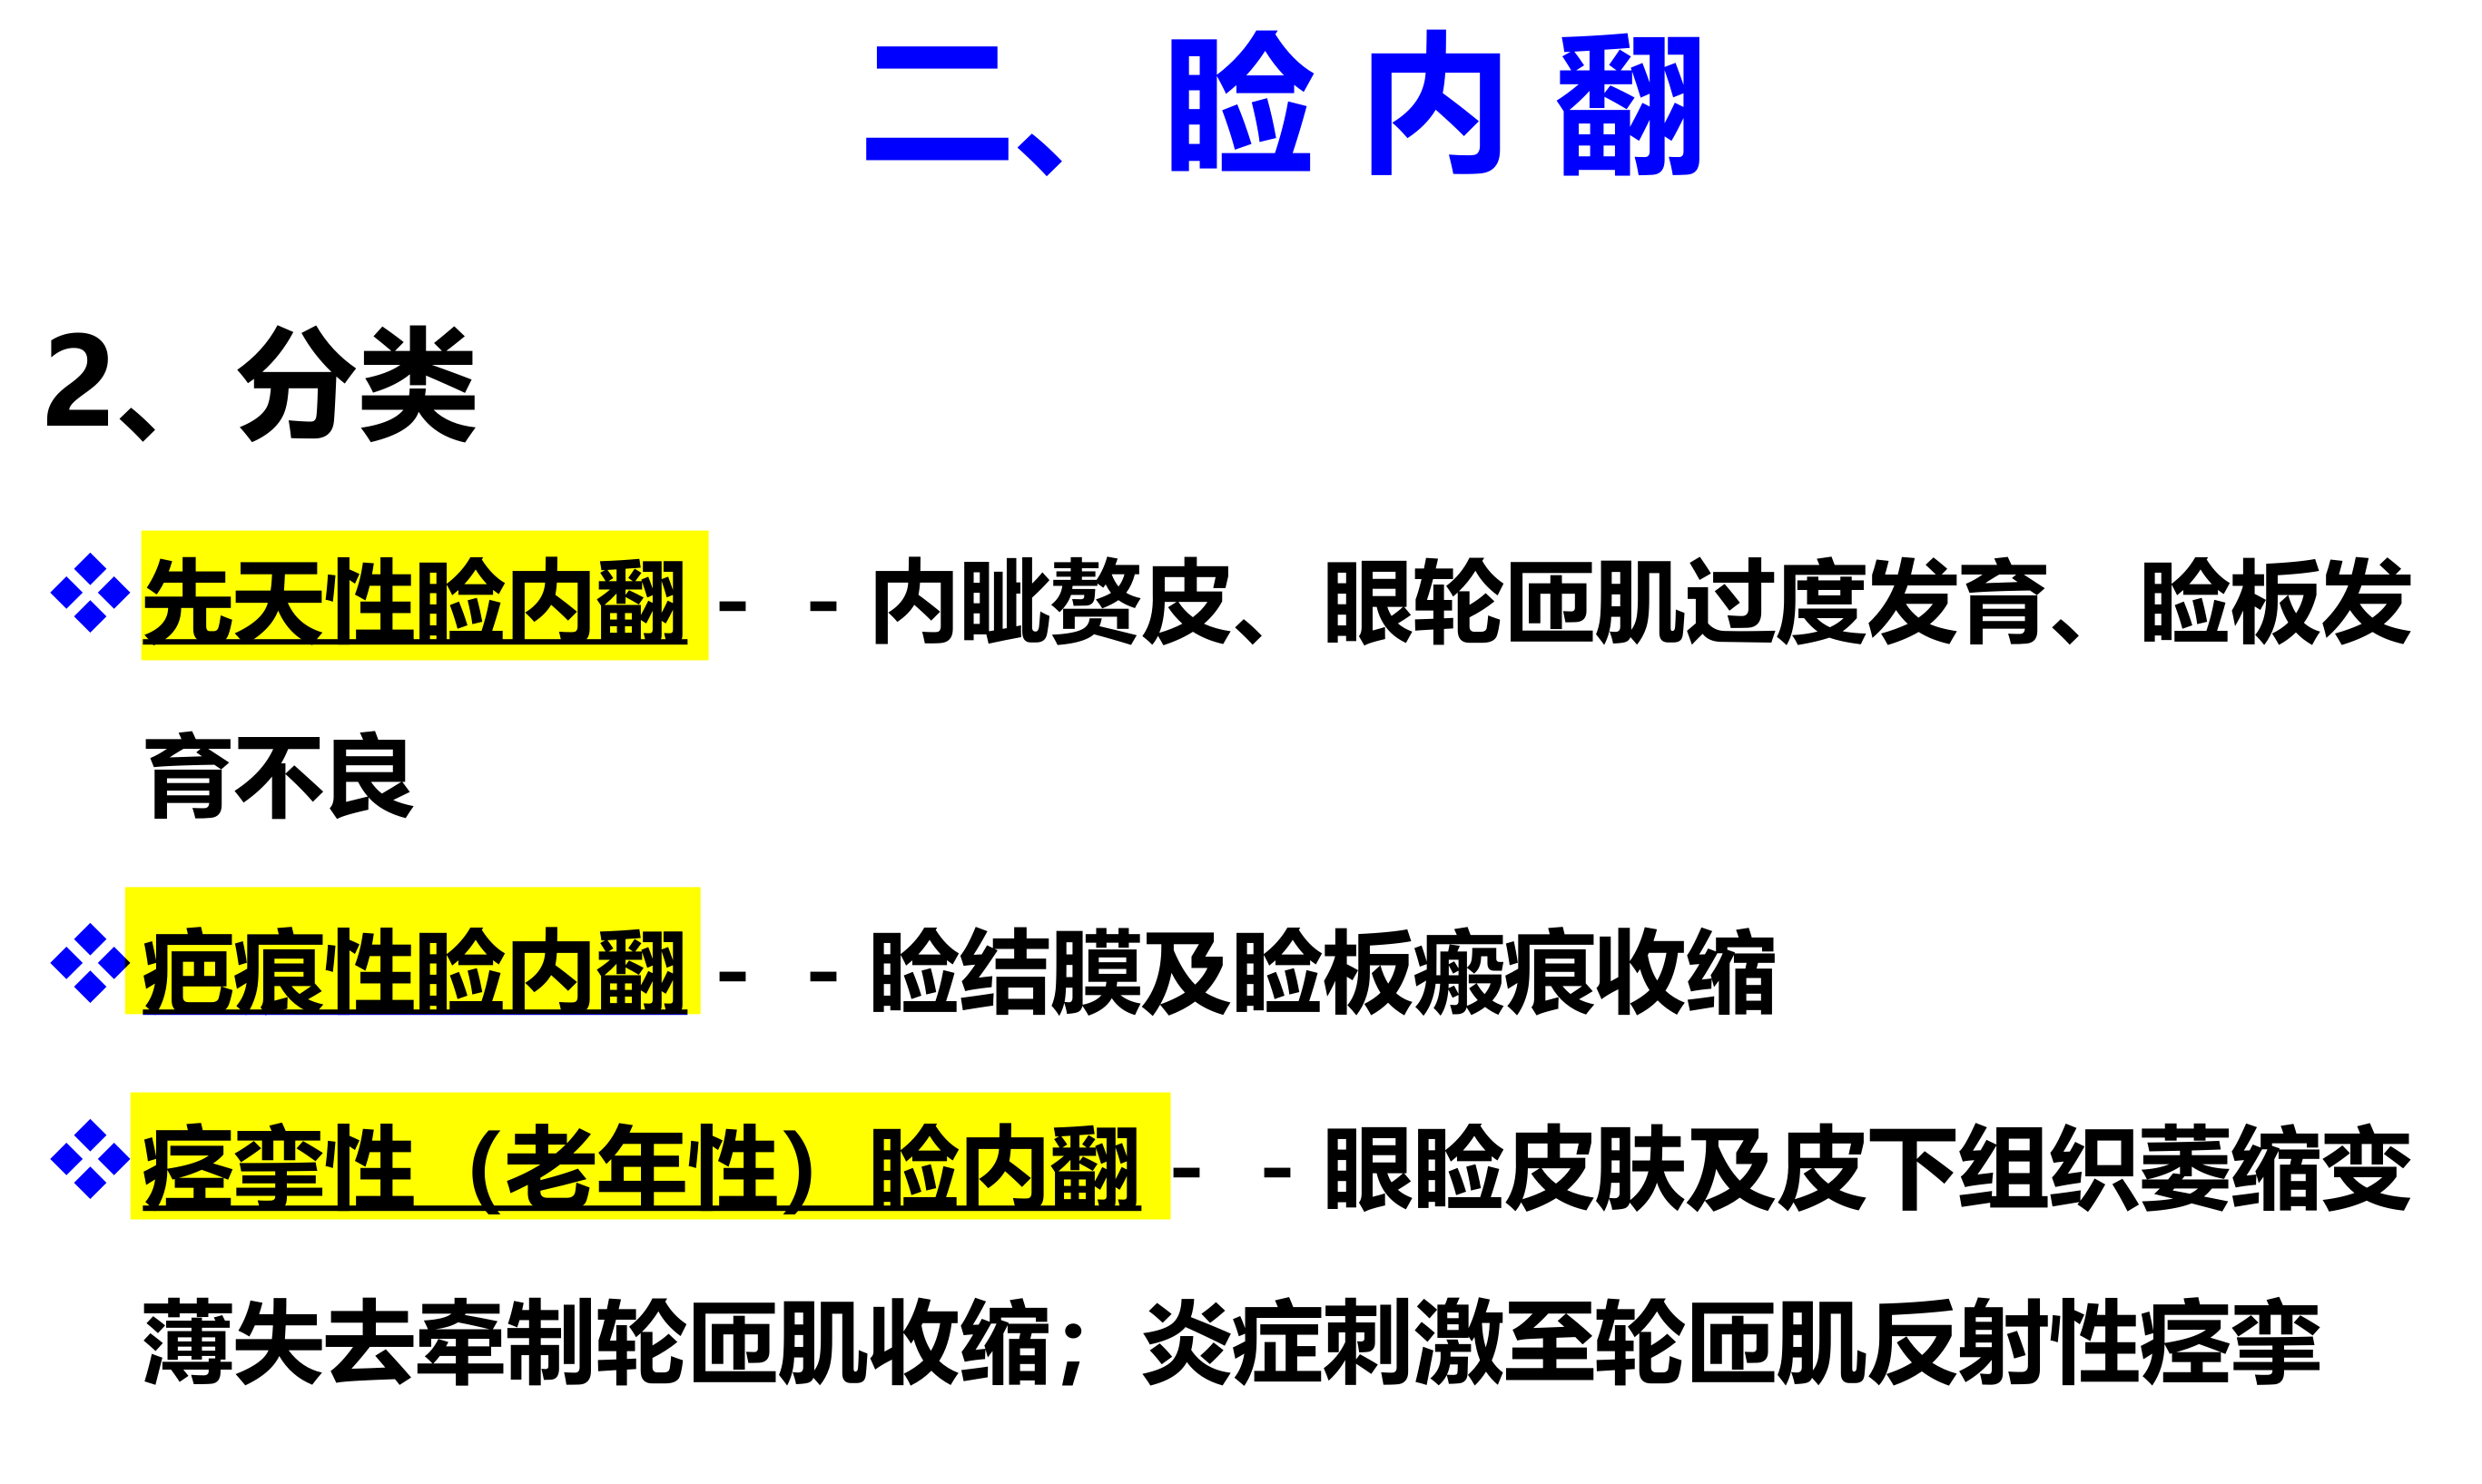 二、睑内翻
2、分类
❖先天性睑内翻- - 内眦赘皮、眼轮匝肌过度发育、睑板发
育不良
❖瘢痕性睑内翻- - 睑结膜及睑板瘢痕收缩
❖痉挛性（老年性）睑内翻- - 眼睑皮肤及皮下组织萎缩变
薄失去牵制轮匝肌收缩，炎症刺激至轮匝肌反射性痉挛